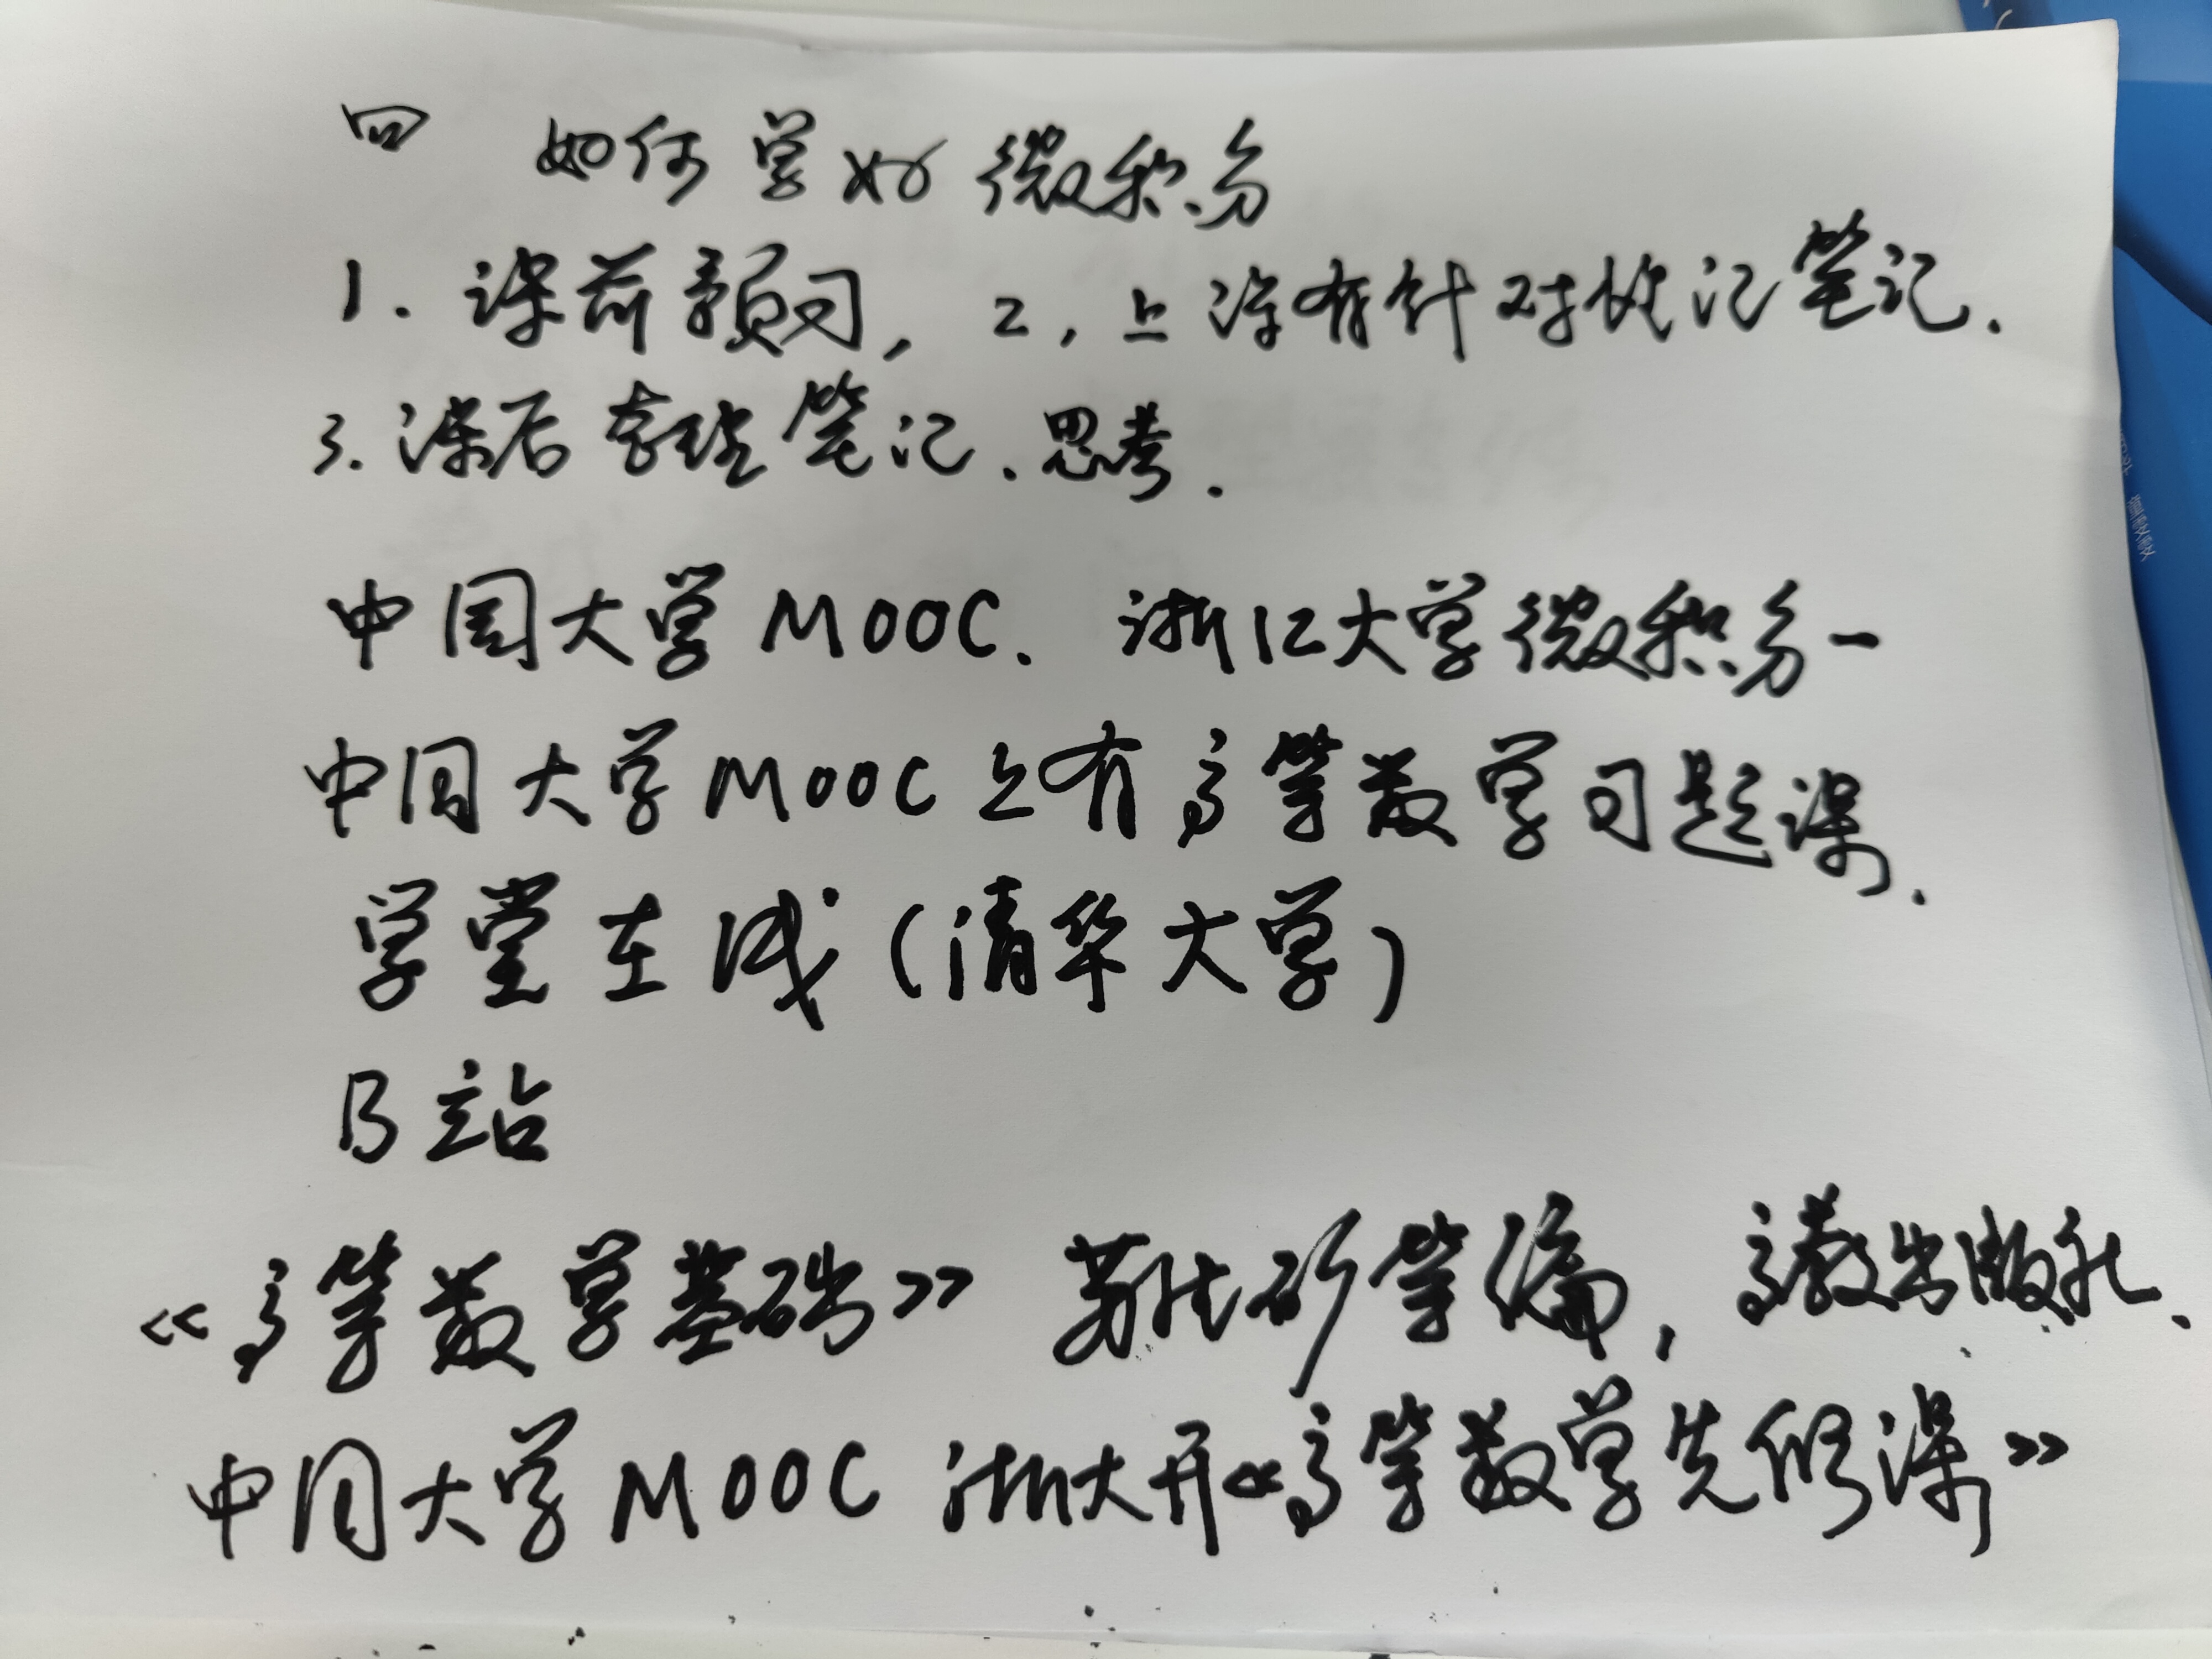 四 如何学好微积分
1. 课前预习, 2, 上课有针对性记笔记.
3. 课后整理笔记.思考.
中国大学MOOC. 浙江大学微积分一
中国大学MOOC上有高等数学习题课.
学堂在线(清华大学)
B站
《高等数学基础》 等编, 高教出版社.
中国大学MOOC 浙大开《高等数学先修课》